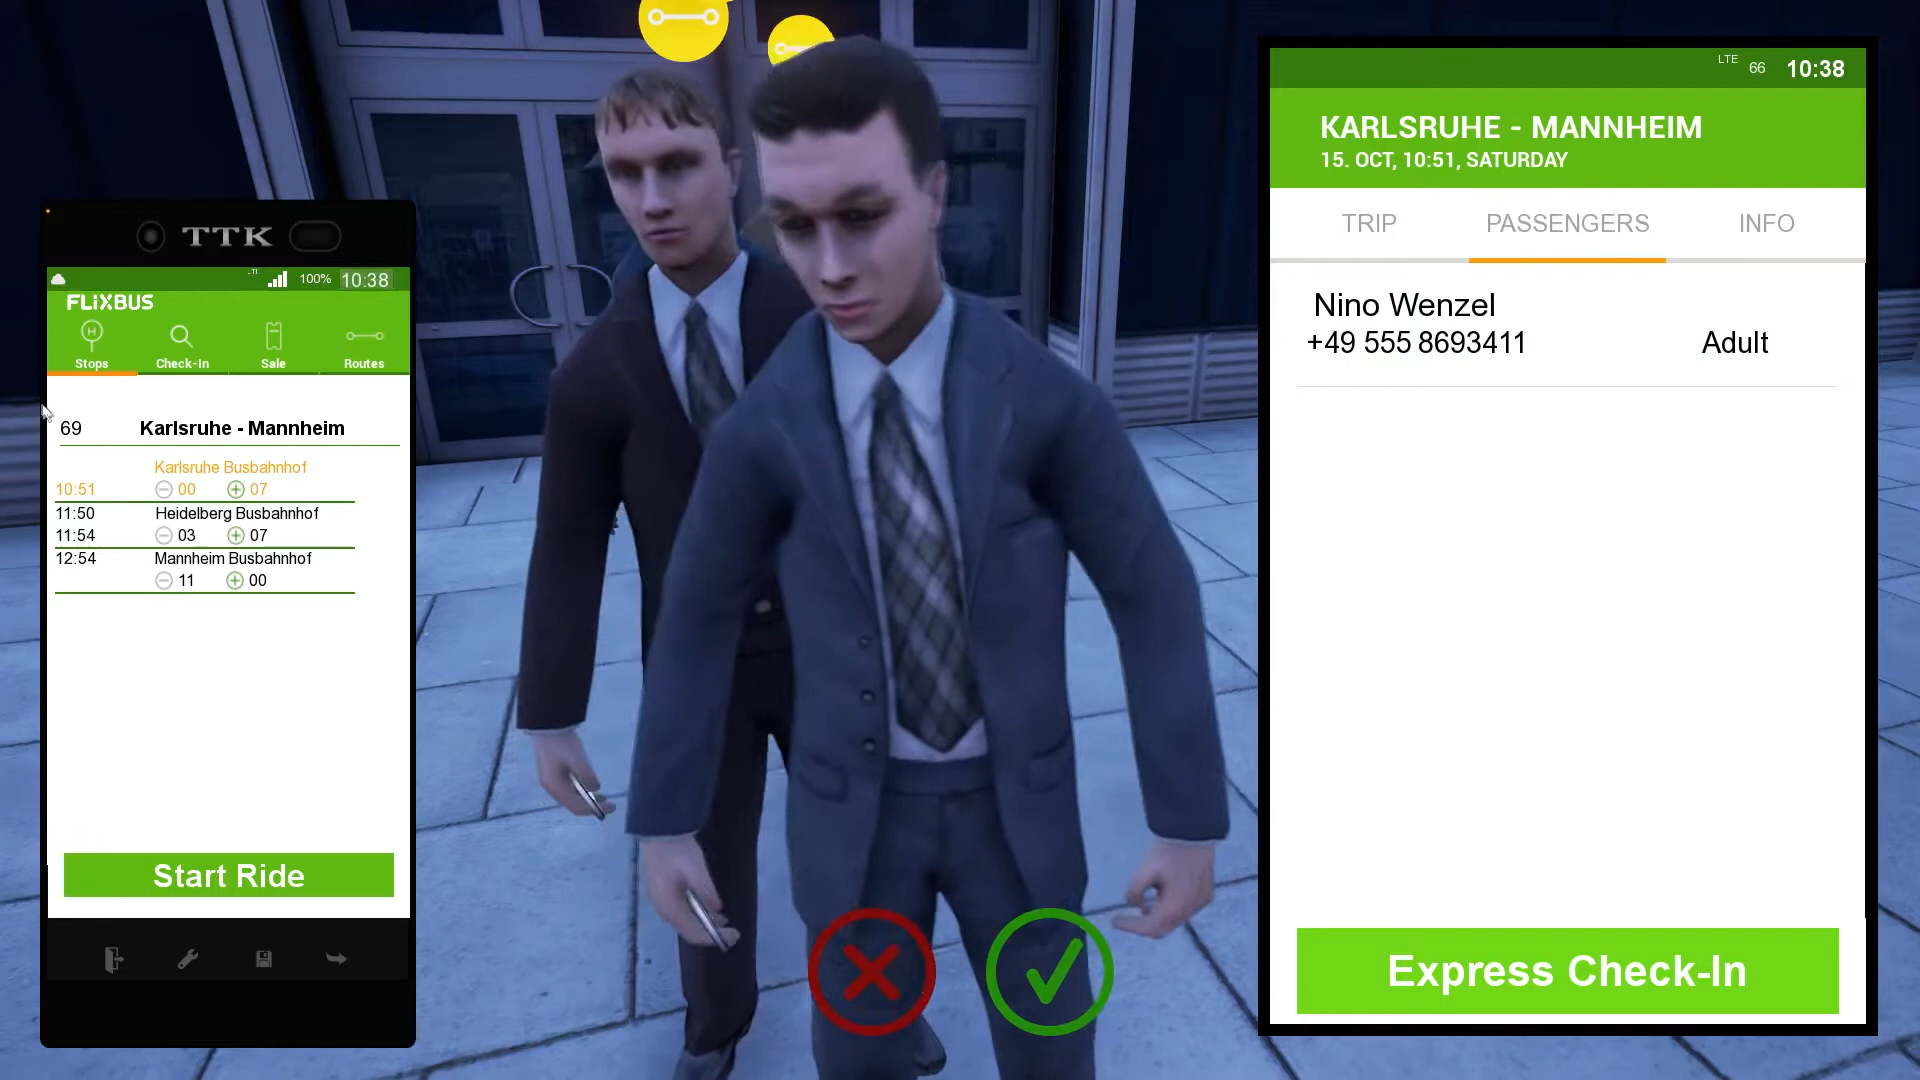 TTK
100% 10:38
FLiXBUS
Stops Check-In Sale Routes
69 Karlsruhe - Mannheim
Karlsruhe Busbahnhof
10:51 00 07
11:50 Heidelberg Busbahnhof
11:54 03 07
12:54 Mannheim Busbahnhof
11 00
Start Ride
LTE 66 10:38
KARLSRUHE - MANNHEIM
15. OCT, 10:51, SATURDAY
TRIP PASSENGERS INFO
Nino Wenzel
+49 555 8693411 Adult
Express Check-In